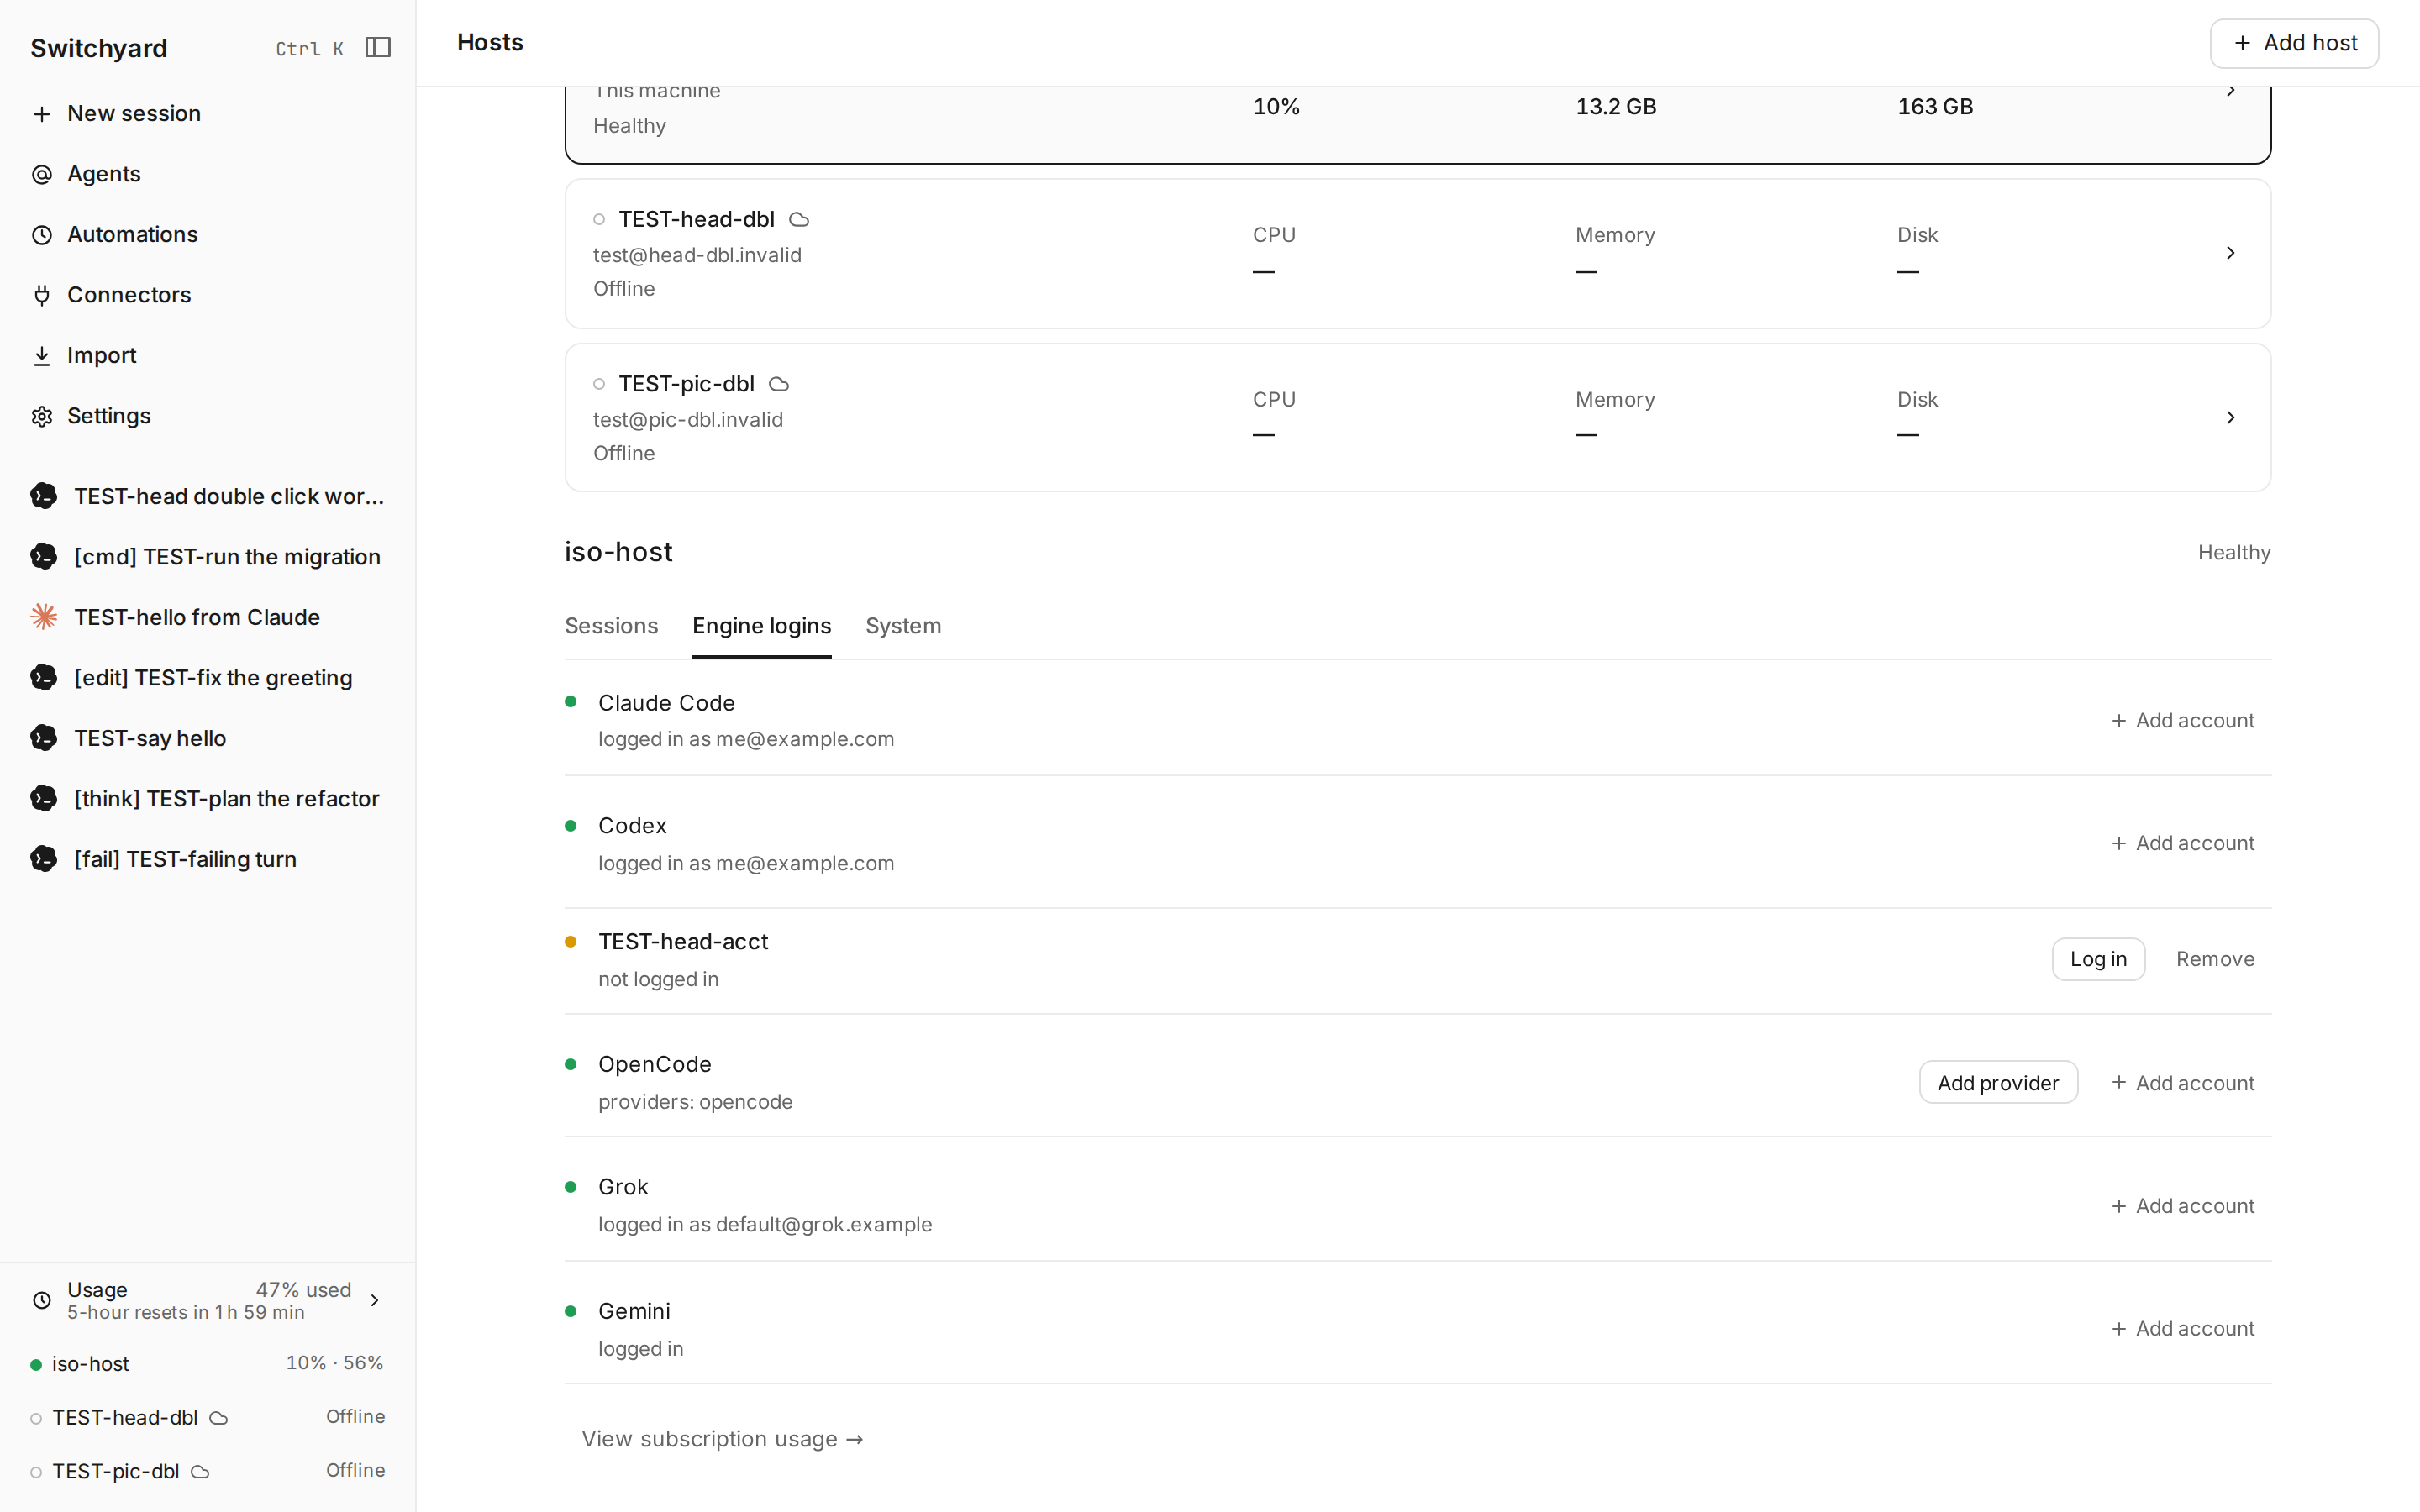 Switchyard
Ctrl K
New session
Agents
Automations
Connectors
Import
Settings
TEST-head double click wor...
[cmd] TEST-run the migration
TEST-hello from Claude
[edit] TEST-fix the greeting
TEST-say hello
[think] TEST-plan the refactor
[fail] TEST-failing turn
Usage 47% used
5-hour resets in 1 h 59 min
iso-host 10% · 56%
TEST-head-dbl Offline
TEST-pic-dbl Offline
Hosts
+ Add host
This machine
10% 13.2 GB 163 GB
Healthy
TEST-head-dbl
test@head-dbl.invalid
Offline
CPU Memory Disk
— — —
TEST-pic-dbl
test@pic-dbl.invalid
Offline
CPU Memory Disk
— — —
iso-host Healthy
Sessions Engine logins System
Claude Code
logged in as me@example.com
+ Add account
Codex
logged in as me@example.com
+ Add account
TEST-head-acct
not logged in
Log in Remove
OpenCode
providers: opencode
Add provider + Add account
Grok
logged in as default@grok.example
+ Add account
Gemini
logged in
+ Add account
View subscription usage →